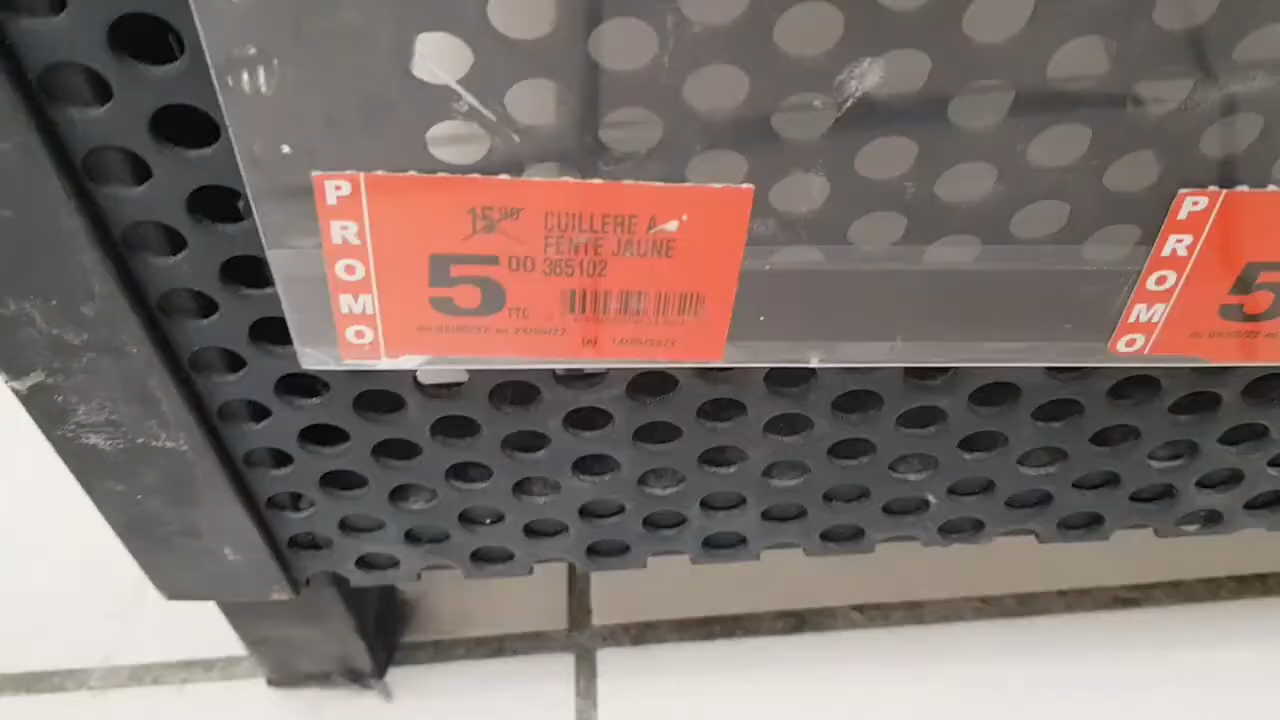 PROMO
15 90
CUILLERE A
FENTE JAUNE
365102
5 00
TTC
PROMO
5